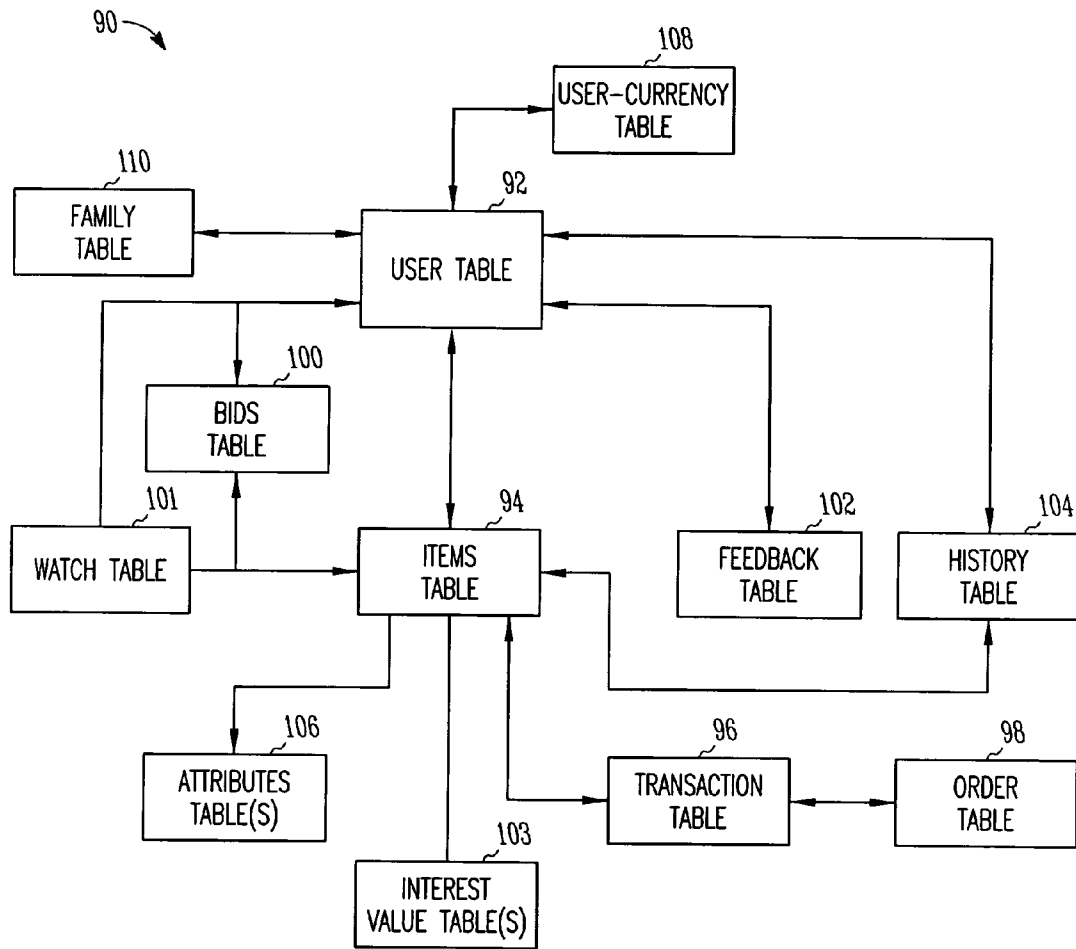 90
108
USER-CURRENCY
TABLE
110
FAMILY
TABLE
92
USER TABLE
100
BIDS
TABLE
101
WATCH TABLE
94
ITEMS
TABLE
102
FEEDBACK
TABLE
104
HISTORY
TABLE
106
ATTRIBUTES
TABLE(S)
96
TRANSACTION
TABLE
98
ORDER
TABLE
103
INTEREST
VALUE TABLE(S)